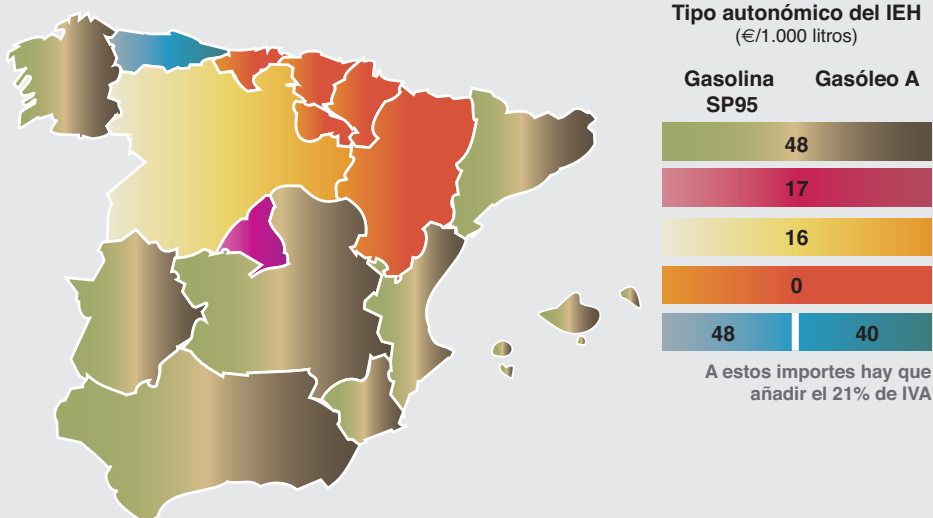 Tipo autonómico del IEH
(€/1.000 litros)
Gasolina SP95
Gasóleo A
48
17
16
0
48 40
A estos importes hay que
añadir el 21% de IVA